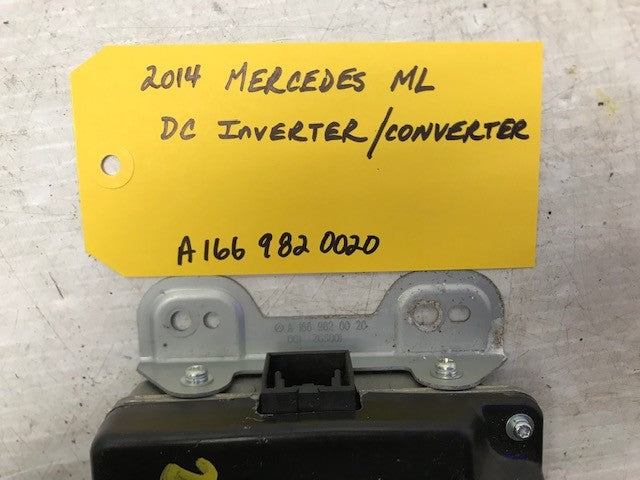 2014 MERCEDES ML
DC INVERTER/CONVERTER
A166 982 0020
A 166 982 00 20